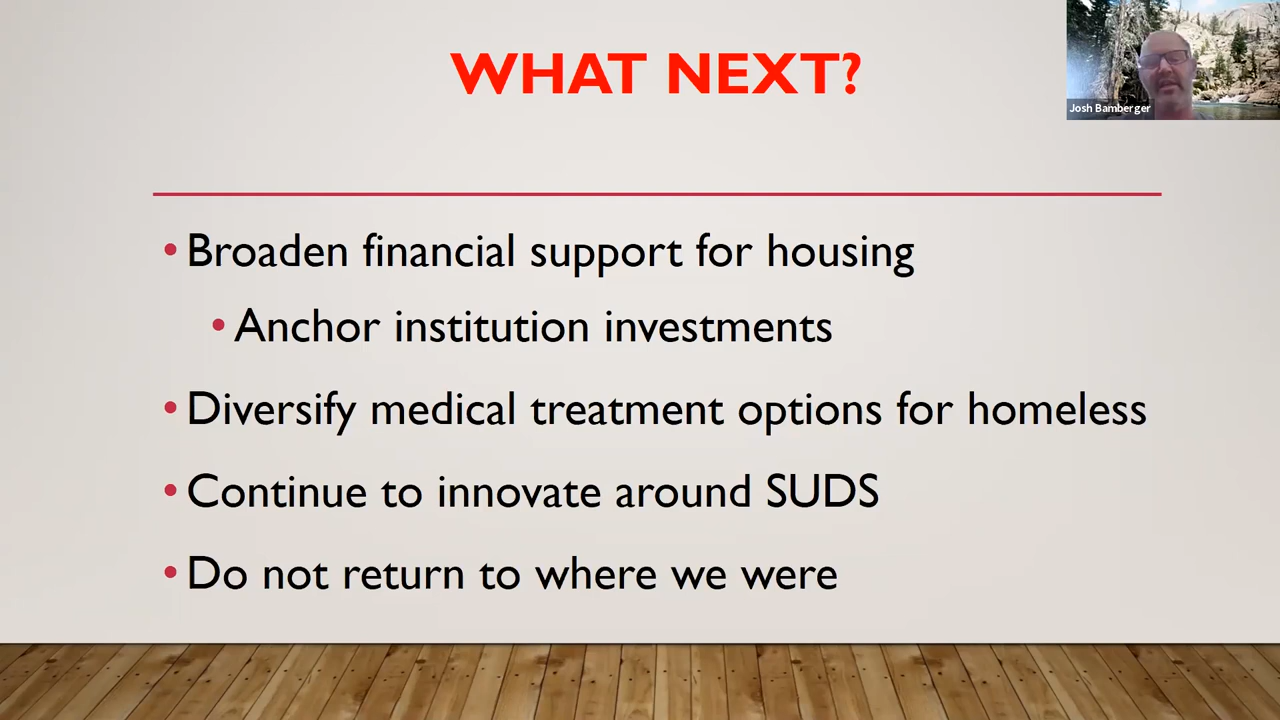 WHAT NEXT?
Josh Bamberger
• Broaden financial support for housing
• Anchor institution investments
• Diversify medical treatment options for homeless
• Continue to innovate around SUDS
• Do not return to where we were